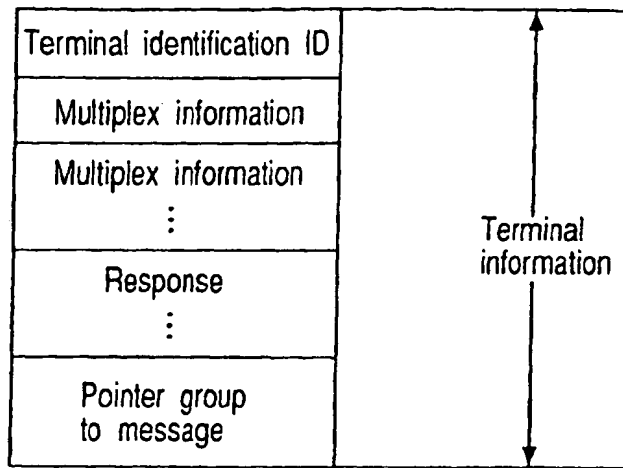 Terminal identification ID
Multiplex information
Multiplex information
⋮
Response
⋮
Pointer group
to message
Terminal
information